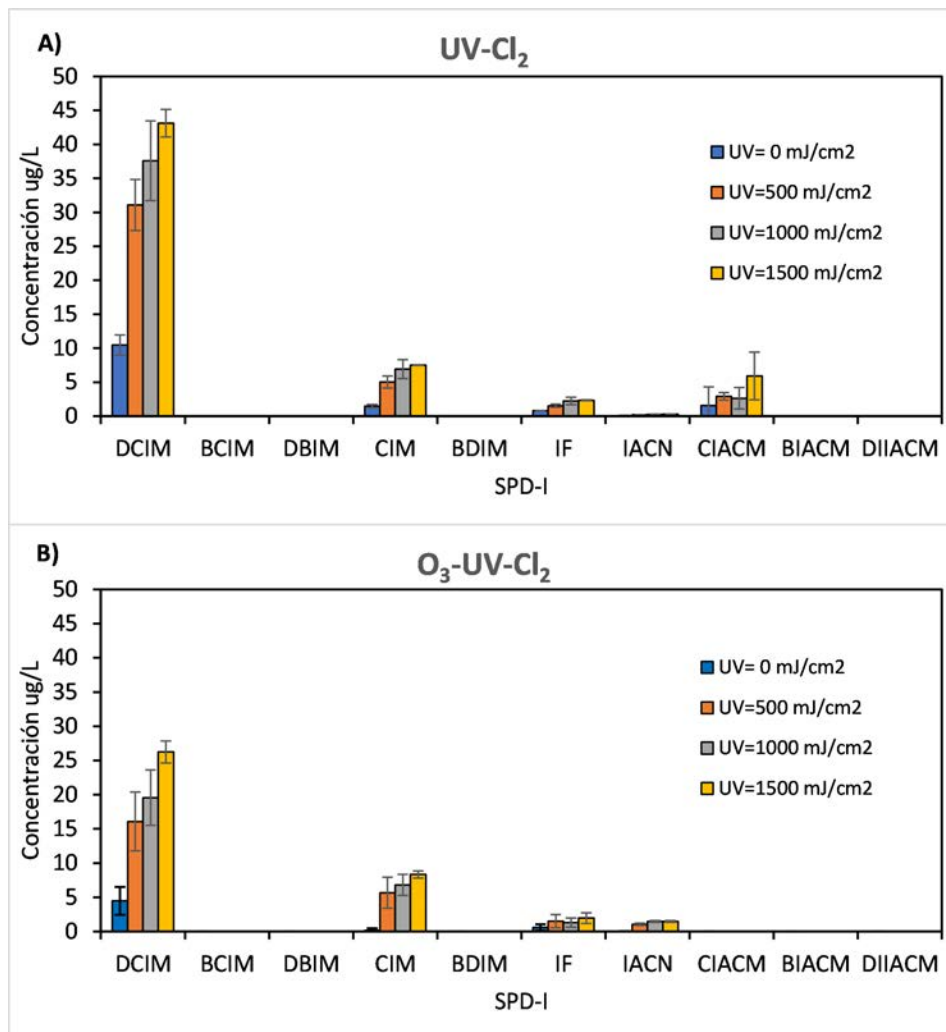 A)
UV-Cl₂
Concentración ug/L
50
45
40
35
30
25
20
15
10
5
0
UV= 0 mJ/cm2
UV=500 mJ/cm2
UV=1000 mJ/cm2
UV=1500 mJ/cm2
DCIM BCIM DBIM CIM BDIM IF IACN CIACM BIACM DIIACM
SPD-I
B)
O₃-UV-Cl₂
Concentración ug/L
50
45
40
35
30
25
20
15
10
5
0
UV= 0 mJ/cm2
UV=500 mJ/cm2
UV=1000 mJ/cm2
UV=1500 mJ/cm2
DCIM BCIM DBIM CIM BDIM IF IACN CIACM BIACM DIIACM
SPD-I